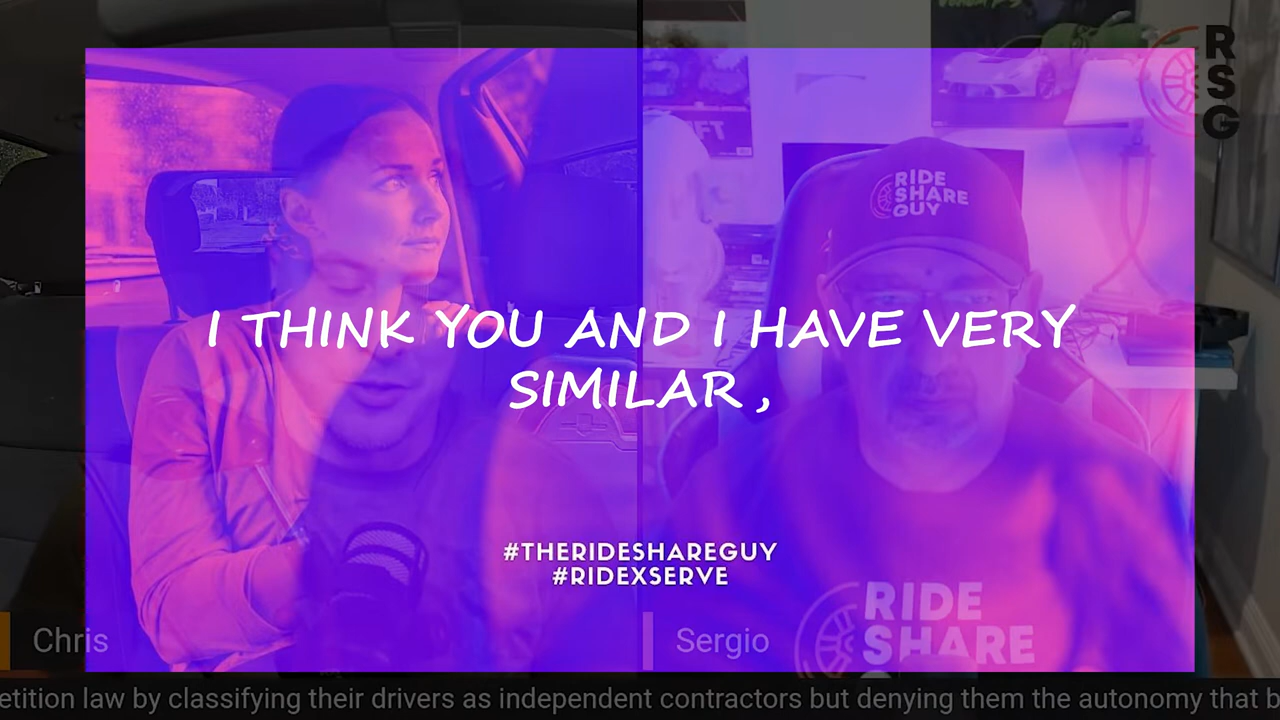 R
S
G
FT
RIDE
SHARE
GUY
I THINK YOU AND I HAVE VERY
SIMILAR ,
#THERIDESHAREGUY
#RIDEXSERVE
RIDE
SHARE
Chris
Sergio
etition law by classifying their drivers as independent contractors but denying them the autonomy that b